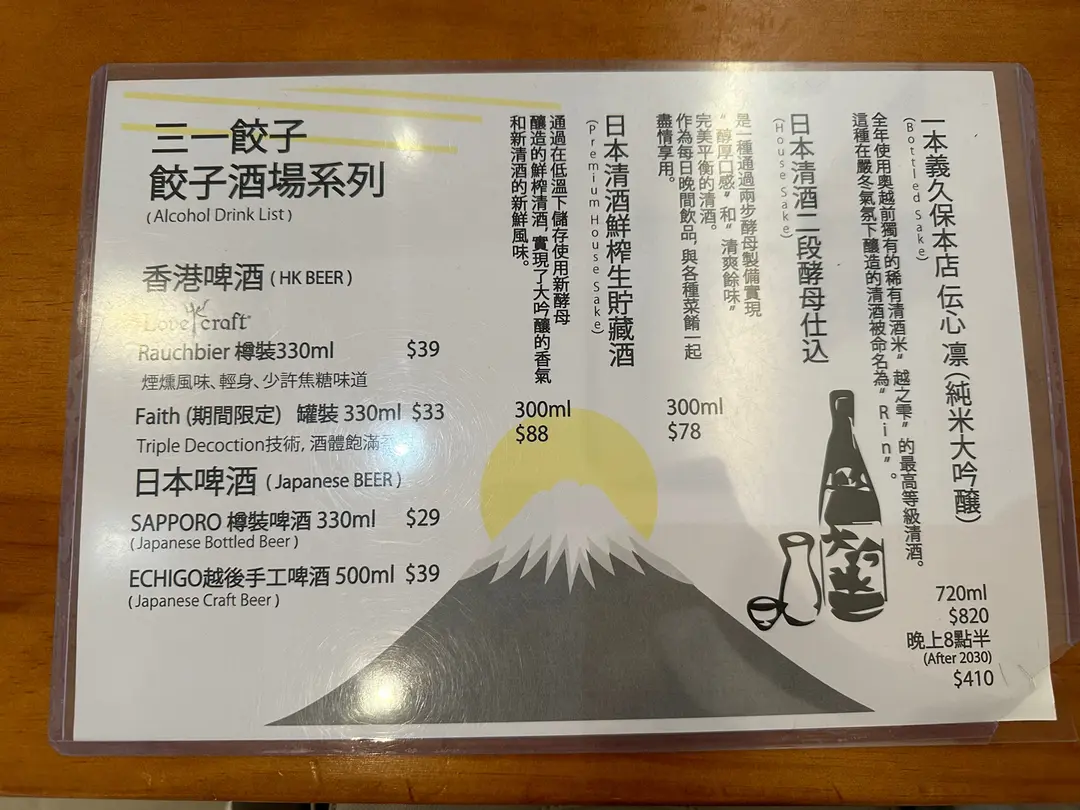 三一餃子
餃子酒場系列
( Alcohol Drink List )
香港啤酒 ( HK BEER )
Love craft
Rauchbier 樽裝330ml $39
煙燻風味、輕身、少許焦糖味道
Faith (期間限定) 罐裝 330ml $33
Triple Decoction技術, 酒體飽滿
日本啤酒 ( Japanese BEER )
SAPPORO 樽裝啤酒 330ml $29
( Japanese Bottled Beer )
ECHIGO越後手工啤酒 500ml $39
( Japanese Craft Beer )
一本義久保本店 伝心 凛 (純米大吟醸)
(Bottled Sake)
全年使用奧越前獨有的稀有清酒米"越之雫"的最高等級清酒。
這種在嚴冬氣氛下釀造的清酒被命名為"Rin"。
720ml
$820
晚上8點半
(After 2030)
$410
日本清酒二段酵母仕込
(House Sake)
是一種通過兩步酵母製備實現
"醇厚口感"和"清爽餘味"
完美平衡的清酒。
作為每日晚間飲品,與各種菜餚一起
盡情享用。
300ml
$78
日本清酒鮮榨生貯藏酒
(Premium House Sake)
通過在低溫下儲存使用新酵母
釀造的鮮榨清酒,實現了大吟釀的香氣
和新清酒的新鮮風味。
300ml
$88
大吟